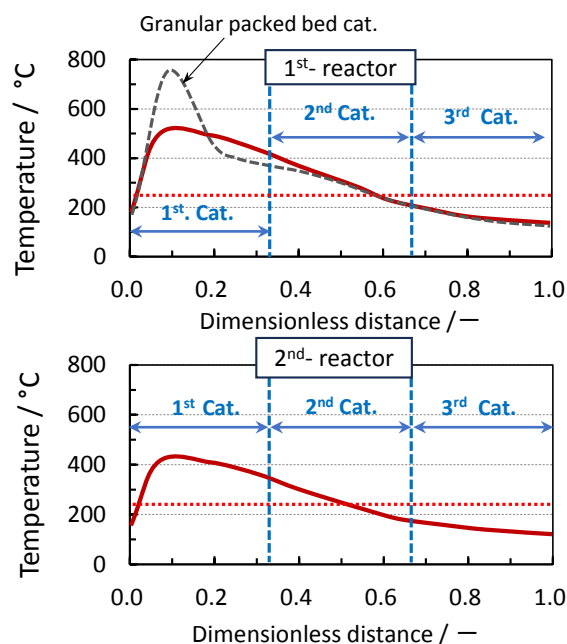 Granular packed bed cat.
1st- reactor
800
600
400
200
0
Temperature / °C
2nd Cat.
3rd Cat.
1st. Cat.
0.0 0.2 0.4 0.6 0.8 1.0
Dimensionless distance /—
2nd- reactor
800
600
400
200
0
Temperature / °C
1st Cat.
2nd Cat.
3rd Cat.
0.0 0.2 0.4 0.6 0.8 1.0
Dimensionless distance /—